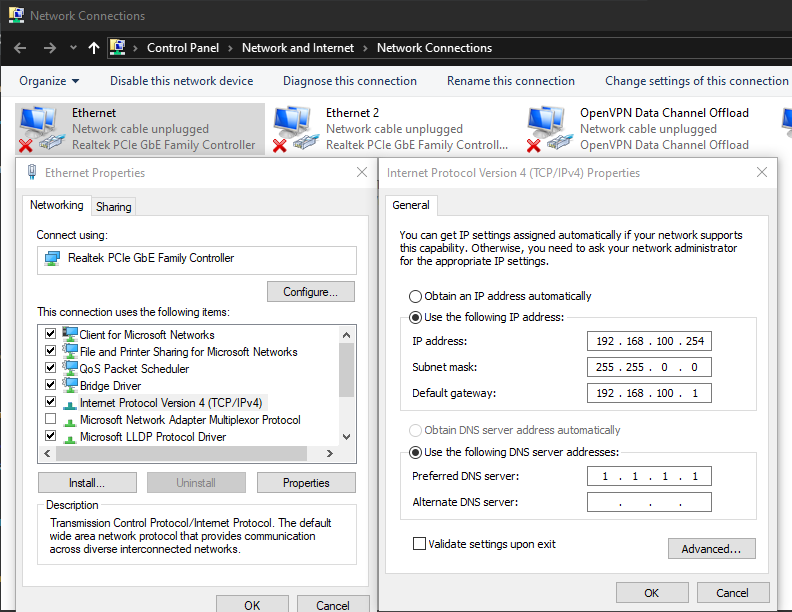 Network Connections
Control Panel > Network and Internet > Network Connections
Organize Disable this network device Diagnose this connection Rename this connection Change settings of this connection
Ethernet
Network cable unplugged
Realtek PCIe GbE Family Controller
Ethernet 2
Network cable unplugged
Realtek PCIe GbE Family Controll...
OpenVPN Data Channel Offload
Network cable unplugged
OpenVPN Data Channel Offload
Ethernet Properties
Networking Sharing
Connect using:
Realtek PCIe GbE Family Controller
Configure...
This connection uses the following items:
Client for Microsoft Networks
File and Printer Sharing for Microsoft Networks
QoS Packet Scheduler
Bridge Driver
Internet Protocol Version 4 (TCP/IPv4)
Microsoft Network Adapter Multiplexor Protocol
Microsoft LLDP Protocol Driver
Install... Uninstall Properties
Description
Transmission Control Protocol/Internet Protocol. The default
wide area network protocol that provides communication
across diverse interconnected networks.
OK Cancel
Internet Protocol Version 4 (TCP/IPv4) Properties
General
You can get IP settings assigned automatically if your network supports
this capability. Otherwise, you need to ask your network administrator
for the appropriate IP settings.
Obtain an IP address automatically
Use the following IP address:
IP address: 192 . 168 . 100 . 254
Subnet mask: 255 . 255 . 0 . 0
Default gateway: 192 . 168 . 100 . 1
Obtain DNS server address automatically
Use the following DNS server addresses:
Preferred DNS server: 1 . 1 . 1 . 1
Alternate DNS server: . . .
Validate settings upon exit
Advanced...
OK Cancel